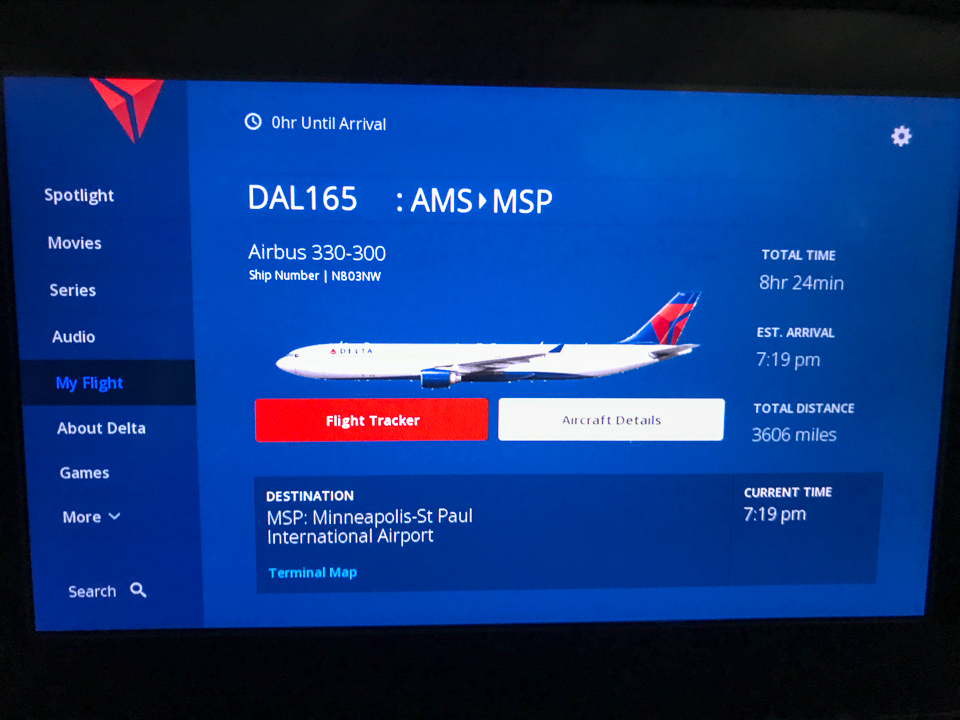 0hr Until Arrival
DAL165 : AMS▸MSP
Spotlight
Movies
Series
Audio
My Flight
About Delta
Games
More
Search
Airbus 330-300
Ship Number | N803NW
DELTA
Flight Tracker
Aircraft Details
TOTAL TIME
8hr 24min
EST. ARRIVAL
7:19 pm
TOTAL DISTANCE
3606 miles
DESTINATION
MSP: Minneapolis-St Paul
International Airport
Terminal Map
CURRENT TIME
7:19 pm